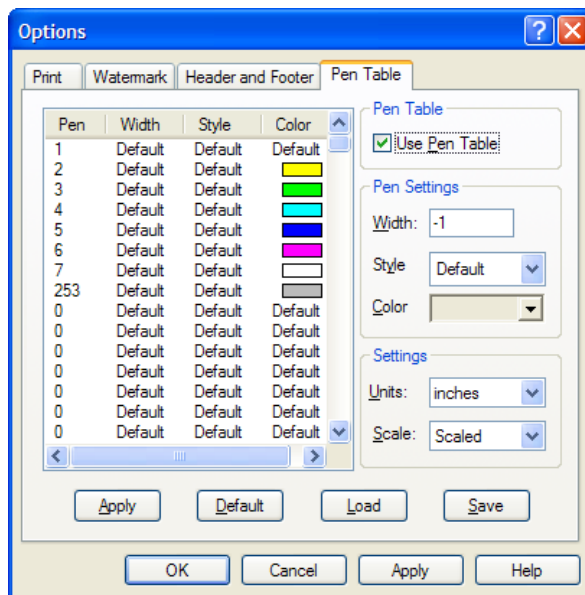 Options
Print Watermark Header and Footer Pen Table
Pen Width Style Color
1 Default Default Default
2 Default Default
3 Default Default
4 Default Default
5 Default Default
6 Default Default
7 Default Default
253 Default Default
0 Default Default Default
0 Default Default Default
0 Default Default Default
0 Default Default Default
0 Default Default Default
0 Default Default Default
0 Default Default Default
Pen Table
Use Pen Table
Pen Settings
Width: -1
Style Default
Color
Settings
Units: inches
Scale: Scaled
Apply Default Load Save
OK Cancel Apply Help